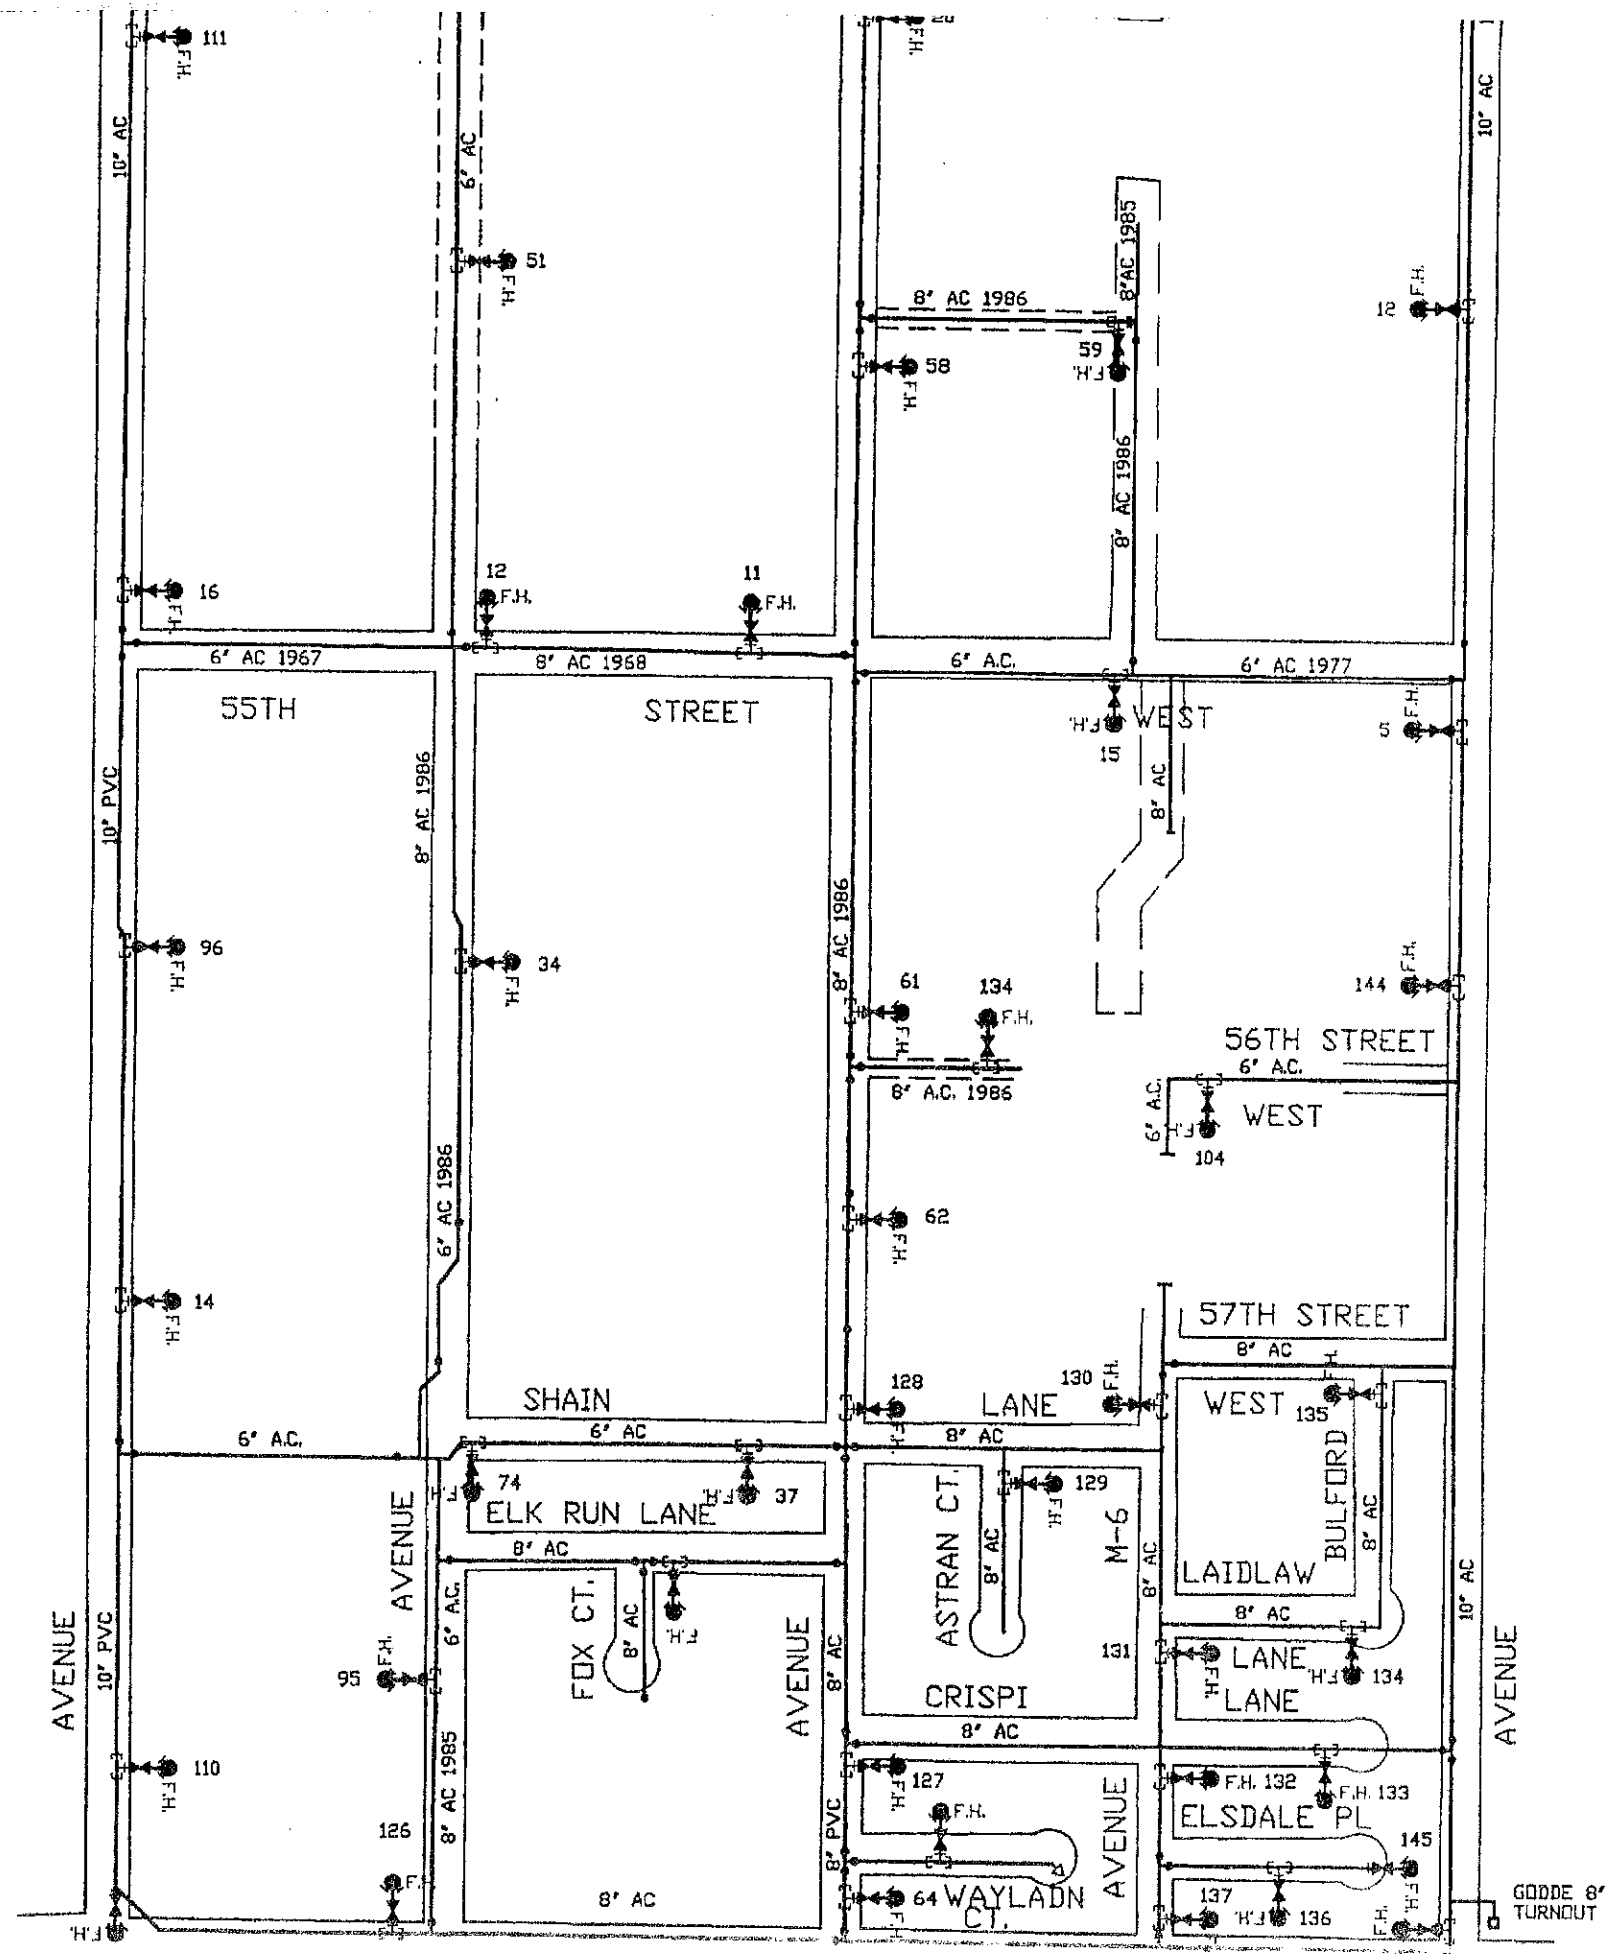 111
F.H.
F.H.
10" AC
6" AC
10" AC
51
F.H.
8" AC 1985
8" AC 1986
12
F.H.
59
F.H.
58
F.H.
8" AC 1986
16
F.H.
12
F.H.
11
F.H.
6" AC 1967
8" AC 1968
6" A.C.
6" AC 1977
55TH
STREET
WEST
F.H.
15
5
F.H.
10" PVC
8" AC 1986
8" AC
8" AC 1986
96
F.H.
34
F.H.
61
F.H.
134
F.H.
144
F.H.
56TH STREET
6" A.C.
8" A.C. 1986
6" A.C.
WEST
F.H.
104
6" AC 1986
62
F.H.
14
F.H.
57TH STREET
8" AC
F.H.
SHAIN
128
F.H.
LANE
130
F.H.
WEST
135
6" A.C.
6" AC
8" AC
74
F.H.
37
F.H.
129
F.H.
ELK RUN LANE
ASTRAN CT.
M-6
BULFORD
8" AC
AVENUE
8" AC
8" AC
8" AC
LAIDLAW
8" AC
10" AC
FOX CT.
8" AC
F.H.
6" A.C.
AVENUE
10" PVC
AVENUE
8" AC
131
F.H.
LANE
F.H.
134
AVENUE
95
F.H.
CRISPI
LANE
8" AC
8" AC 1985
110
F.H.
127
F.H.
F.H. 132
F.H. 133
ELSDALE PL
AVENUE
8" PVC
F.H.
126
F.H.
145
F.H.
8" AC
64
F.H.
WAYLADN
CT.
137
F.H.
136
F.H.
F.H.
GODDE 8"
TURNOUT